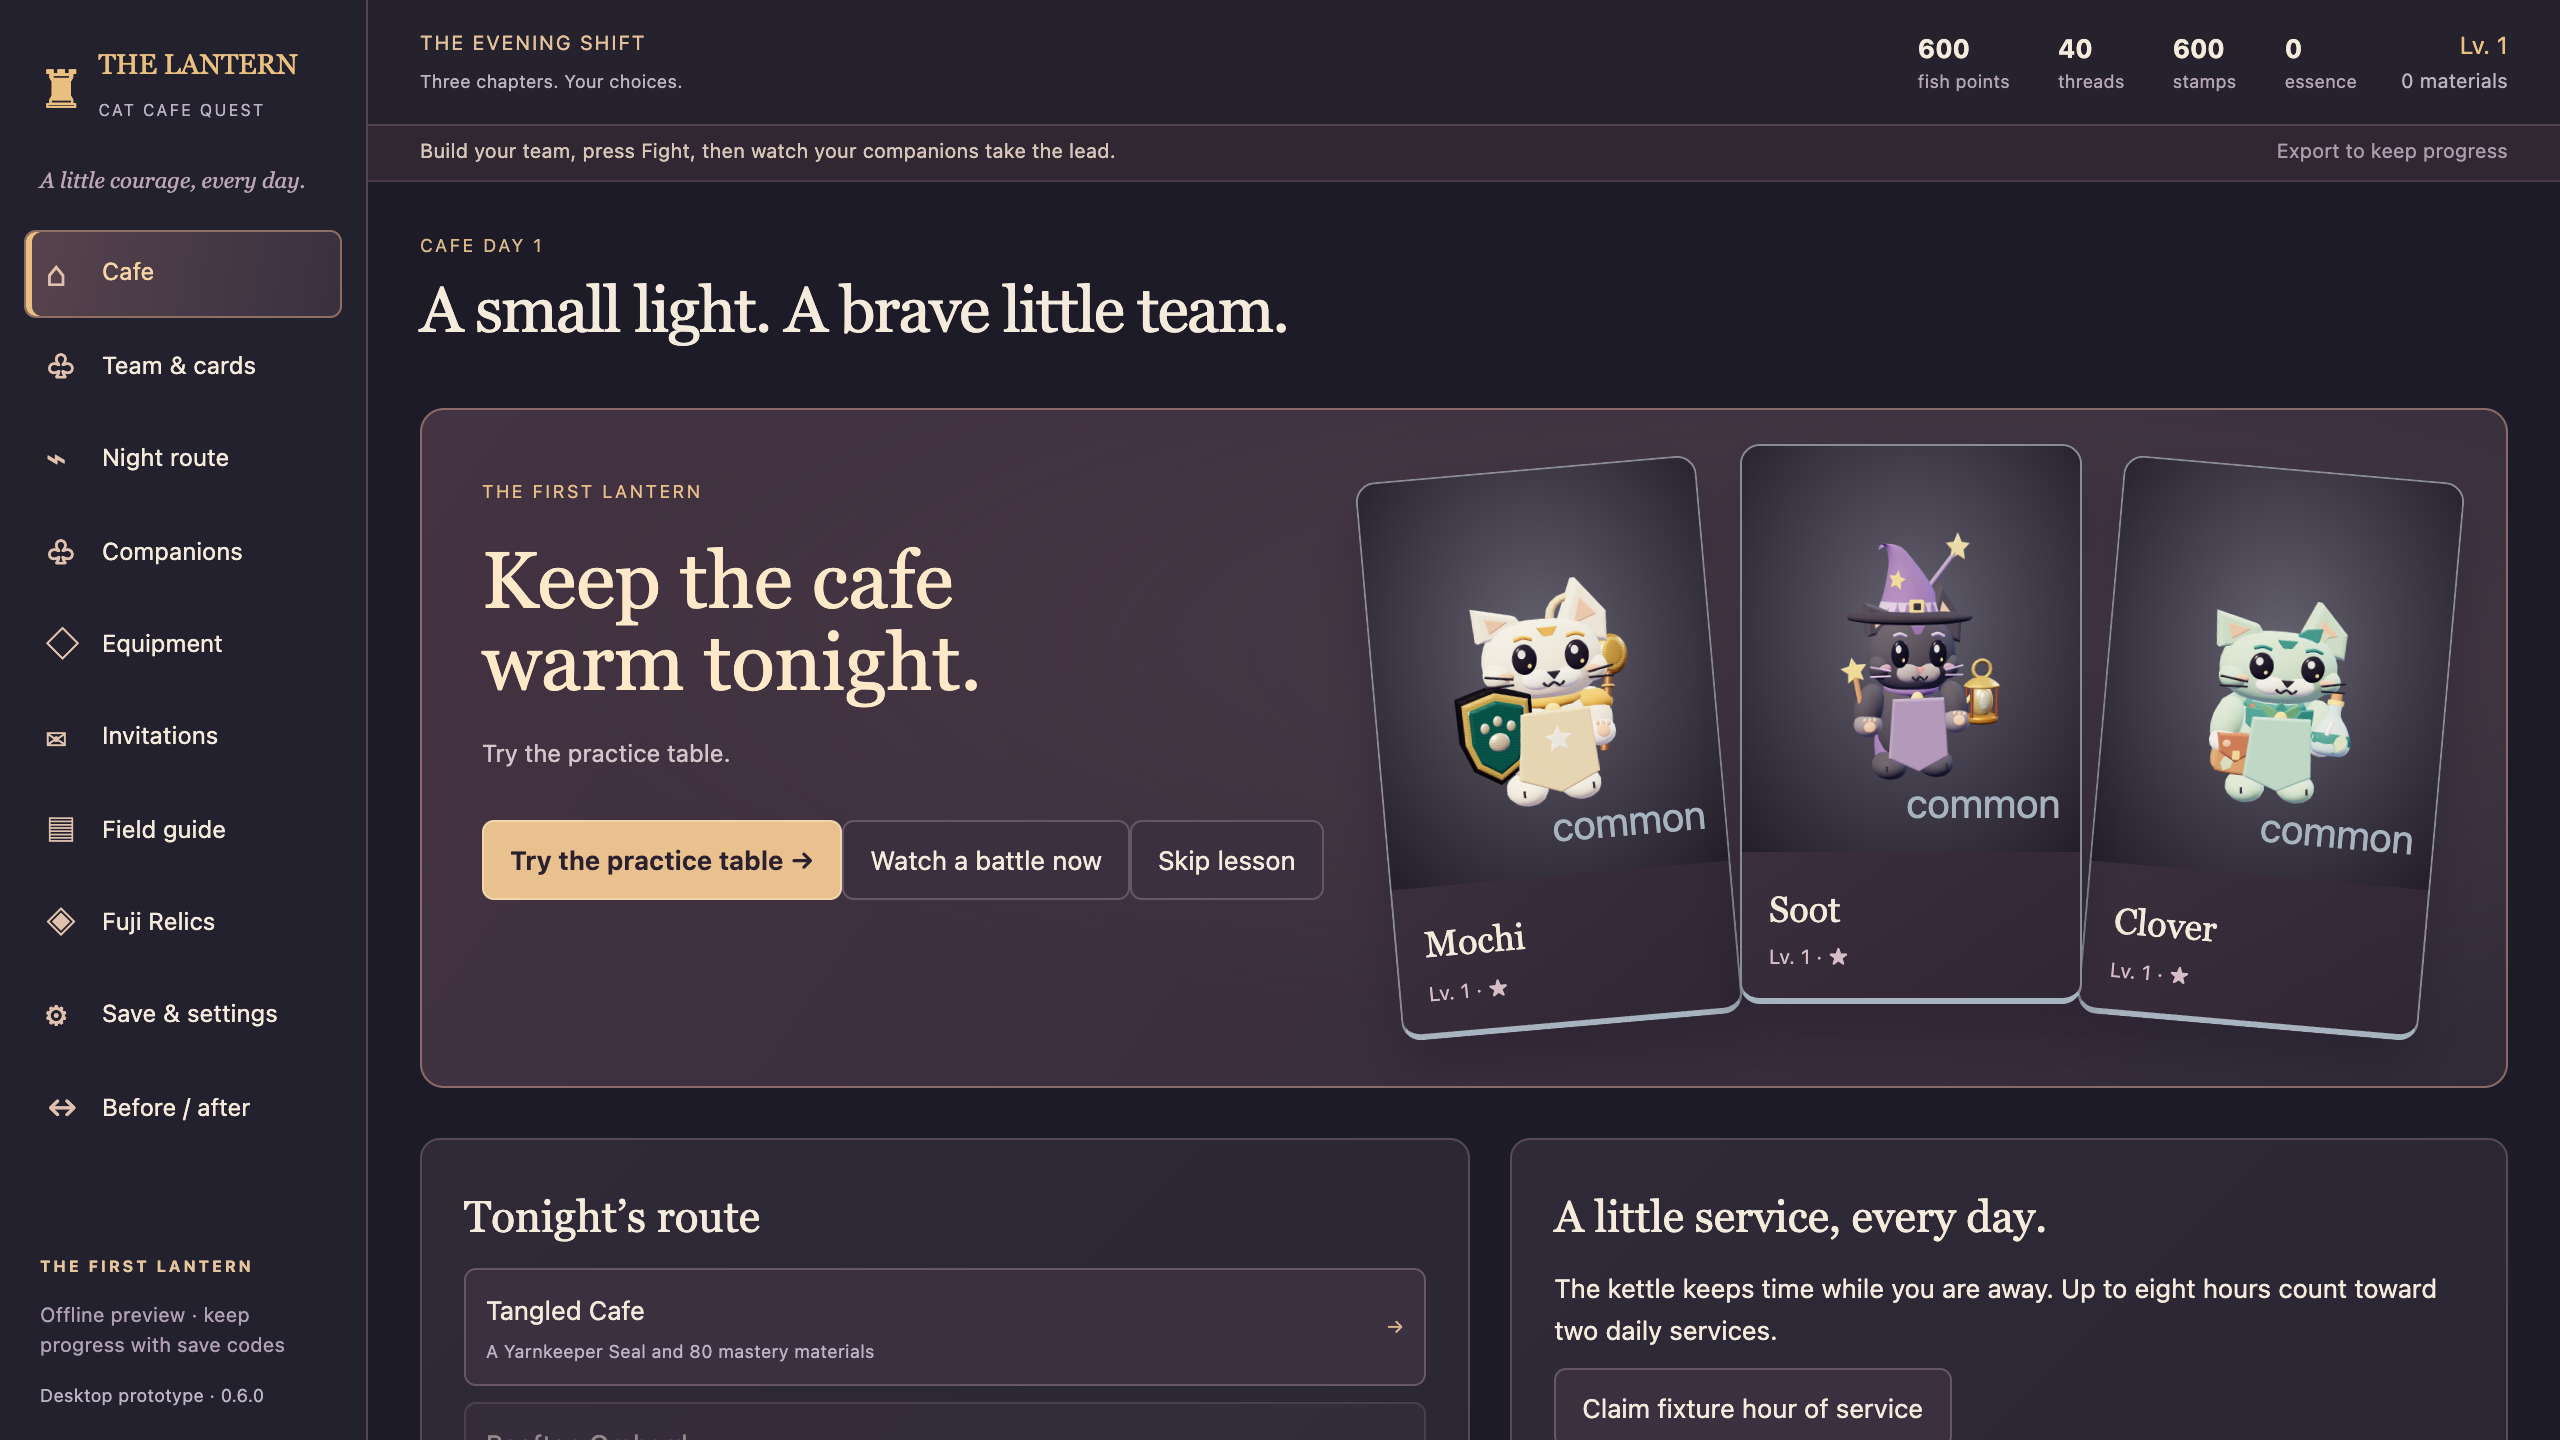 THE LANTERN
CAT CAFE QUEST
A little courage, every day.
Cafe
Team & cards
Night route
Companions
Equipment
Invitations
Field guide
Fuji Relics
Save & settings
Before / after
THE FIRST LANTERN
Offline preview · keep
progress with save codes
Desktop prototype · 0.6.0
THE EVENING SHIFT
Three chapters. Your choices.
600
fish points
40
threads
600
stamps
0
essence
Lv. 1
0 materials
Build your team, press Fight, then watch your companions take the lead.
Export to keep progress
CAFE DAY 1
A small light. A brave little team.
THE FIRST LANTERN
Keep the cafe
warm tonight.
Try the practice table.
Try the practice table →
Watch a battle now
Skip lesson
common
Mochi
Lv. 1 · ★
common
Soot
Lv. 1 · ★
common
Clover
Lv. 1 · ★
Tonight’s route
Tangled Cafe
A Yarnkeeper Seal and 80 mastery materials
→
A little service, every day.
The kettle keeps time while you are away. Up to eight hours count toward
two daily services.
Claim fixture hour of service